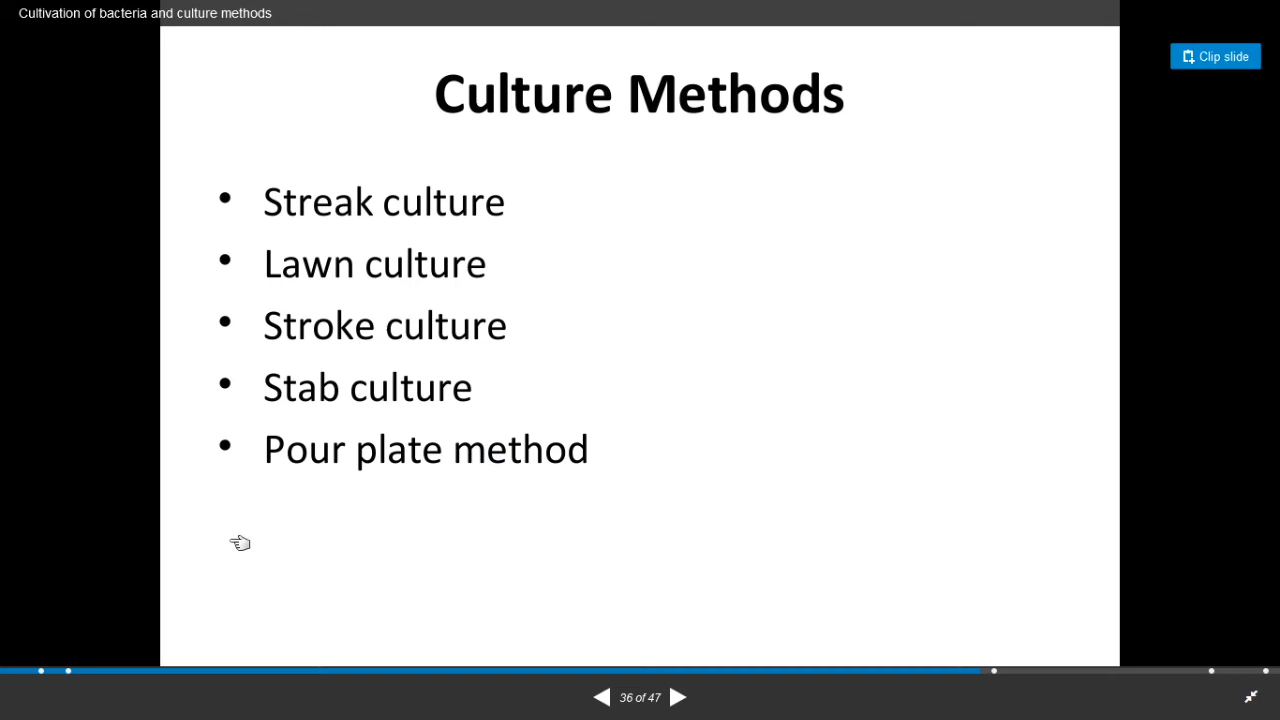 Cultivation of bacteria and culture methods
Clip slide
Culture Methods
• Streak culture
• Lawn culture
• Stroke culture
• Stab culture
• Pour plate method
36 of 47